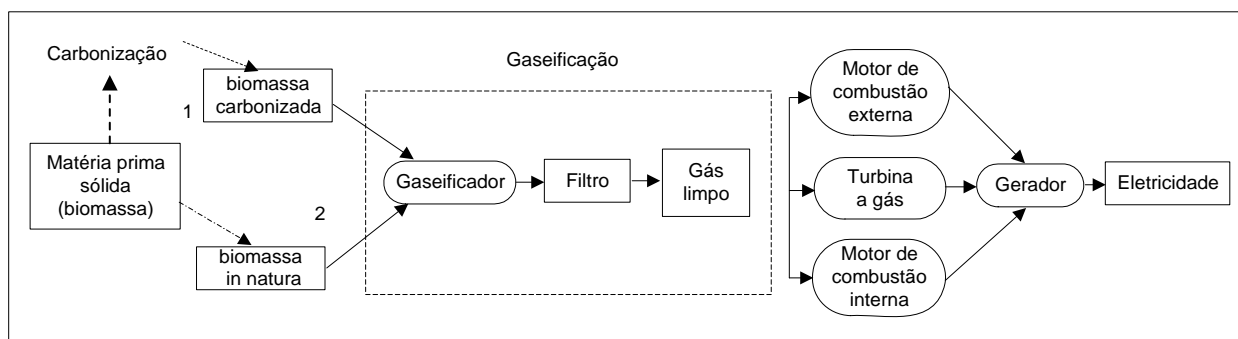 Carbonização
biomassa
carbonizada
1
Matéria prima
sólida
(biomassa)
2
biomassa
in natura
Gaseificação
Gaseificador
Filtro
Gás
limpo
Motor de
combustão
externa
Turbina
a gás
Motor de
combustão
interna
Gerador
Eletricidade